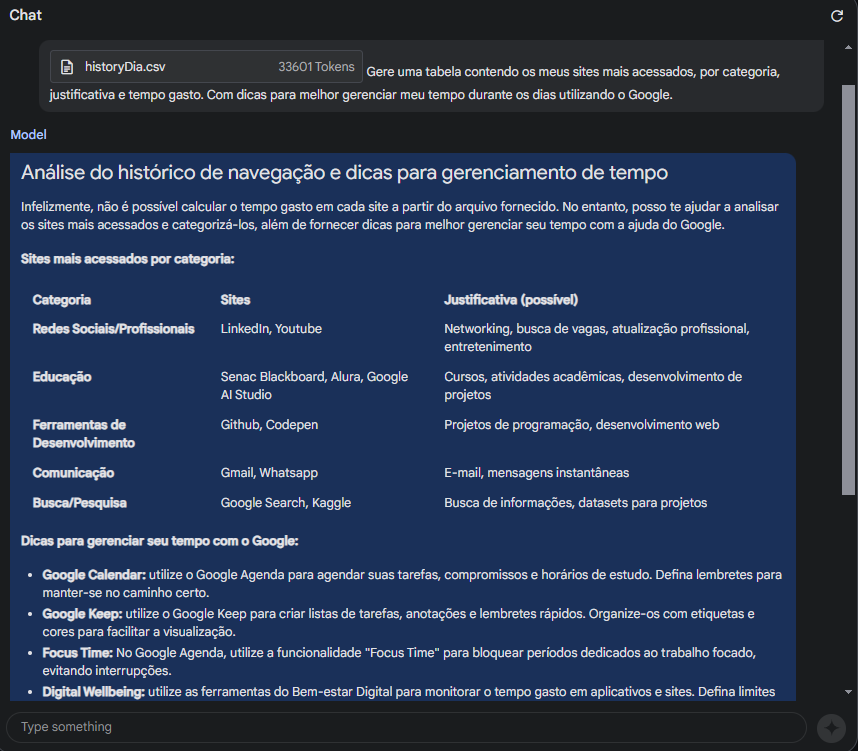 Chat
historyDia.csv 33601 Tokens Gere uma tabela contendo os meus sites mais acessados, por categoria,
justificativa e tempo gasto. Com dicas para melhor gerenciar meu tempo durante os dias utilizando o Google.
Model
Análise do histórico de navegação e dicas para gerenciamento de tempo
Infelizmente, não é possível calcular o tempo gasto em cada site a partir do arquivo fornecido. No entanto, posso te ajudar a analisar
os sites mais acessados e categorizá-los, além de fornecer dicas para melhor gerenciar seu tempo com a ajuda do Google.
Sites mais acessados por categoria:
Categoria Sites Justificativa (possível)
Redes Sociais/Profissionais LinkedIn, Youtube Networking, busca de vagas, atualização profissional,
entretenimento
Educação Senac Blackboard, Alura, Google Cursos, atividades acadêmicas, desenvolvimento de
AI Studio projetos
Ferramentas de Github, Codepen Projetos de programação, desenvolvimento web
Desenvolvimento
Comunicação Gmail, Whatsapp E-mail, mensagens instantâneas
Busca/Pesquisa Google Search, Kaggle Busca de informações, datasets para projetos
Dicas para gerenciar seu tempo com o Google:
• Google Calendar: utilize o Google Agenda para agendar suas tarefas, compromissos e horários de estudo. Defina lembretes para
manter-se no caminho certo.
• Google Keep: utilize o Google Keep para criar listas de tarefas, anotações e lembretes rápidos. Organize-os com etiquetas e
cores para facilitar a visualização.
• Focus Time: No Google Agenda, utilize a funcionalidade "Focus Time" para bloquear períodos dedicados ao trabalho focado,
evitando interrupções.
• Digital Wellbeing: utilize as ferramentas do Bem-estar Digital para monitorar o tempo gasto em aplicativos e sites. Defina limites
Type something